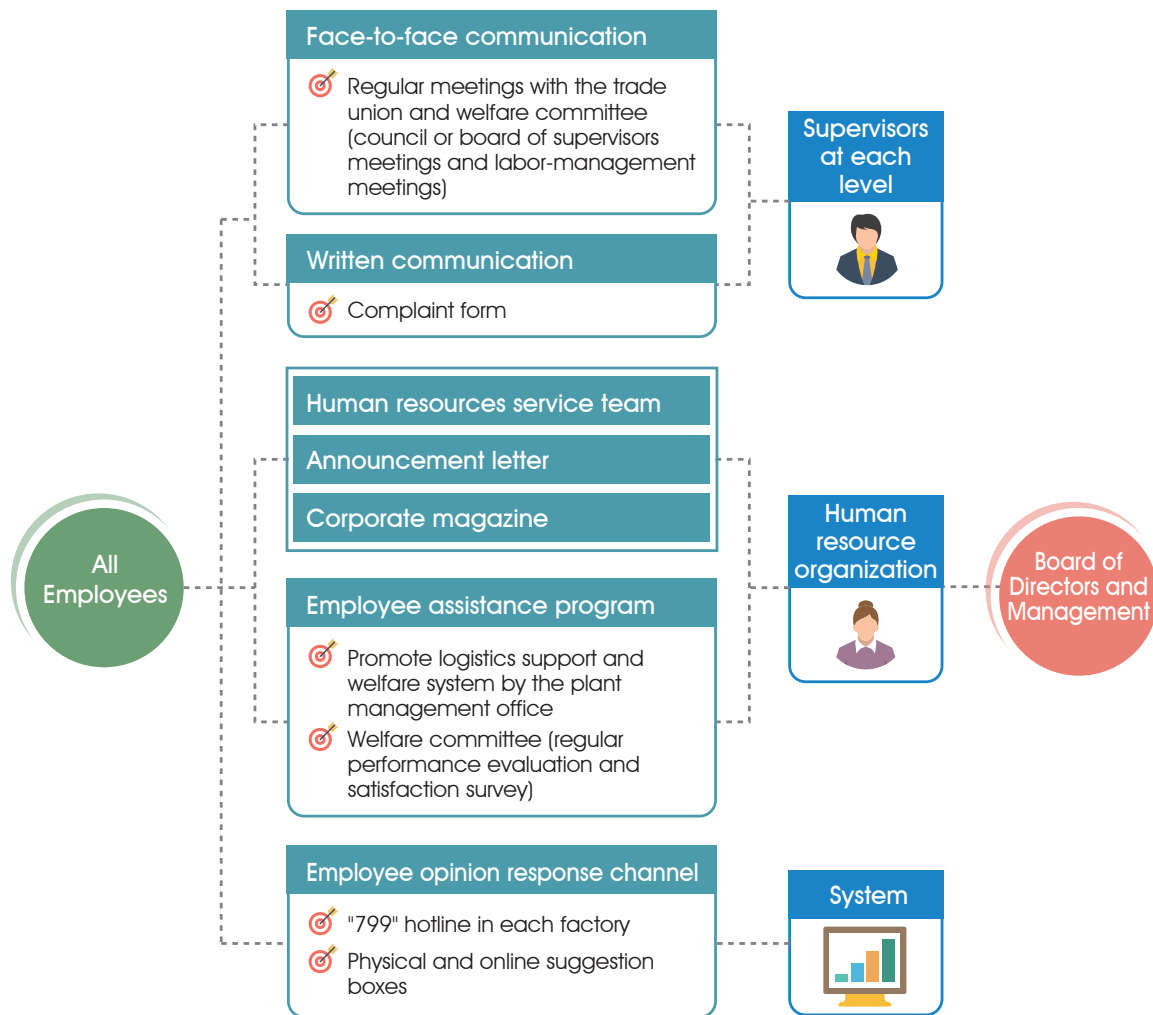 Face-to-face communication
Regular meetings with the trade
union and welfare committee
(council or board of supervisors
meetings and labor-management
meetings)
Written communication
Complaint form
Supervisors
at each
level
Human resources service team
Announcement letter
Corporate magazine
All
Employees
Employee assistance program
Promote logistics support and
welfare system by the plant
management office
Welfare committee (regular
performance evaluation and
satisfaction survey)
Human
resource
organization
Board of
Directors and
Management
Employee opinion response channel
"799" hotline in each factory
Physical and online suggestion
boxes
System